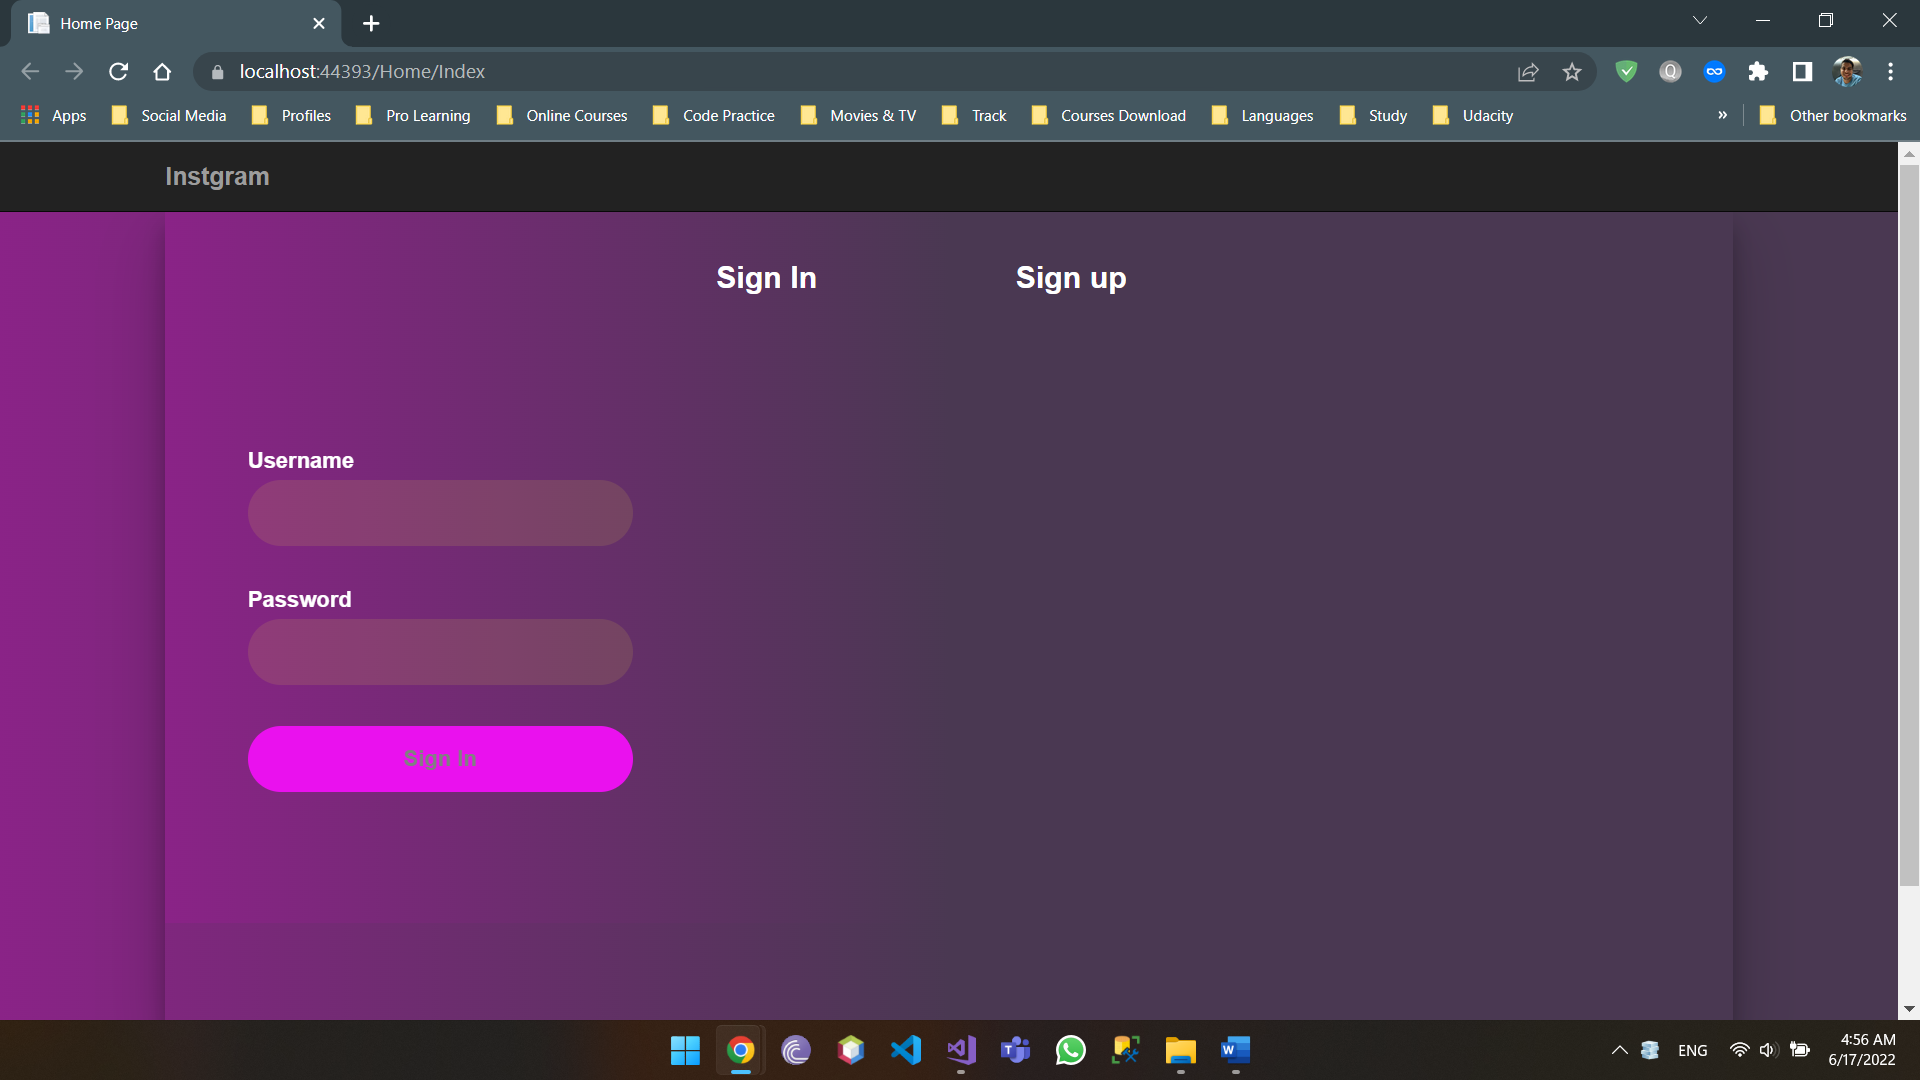 Home Page
localhost:44393/Home/Index
Q
Apps Social Media Profiles Pro Learning Online Courses Code Practice Movies & TV Track Courses Download Languages Study Udacity » Other bookmarks
Instgram
Sign In Sign up
Username
Password
Sign In
ENG 4:56 AM
6/17/2022